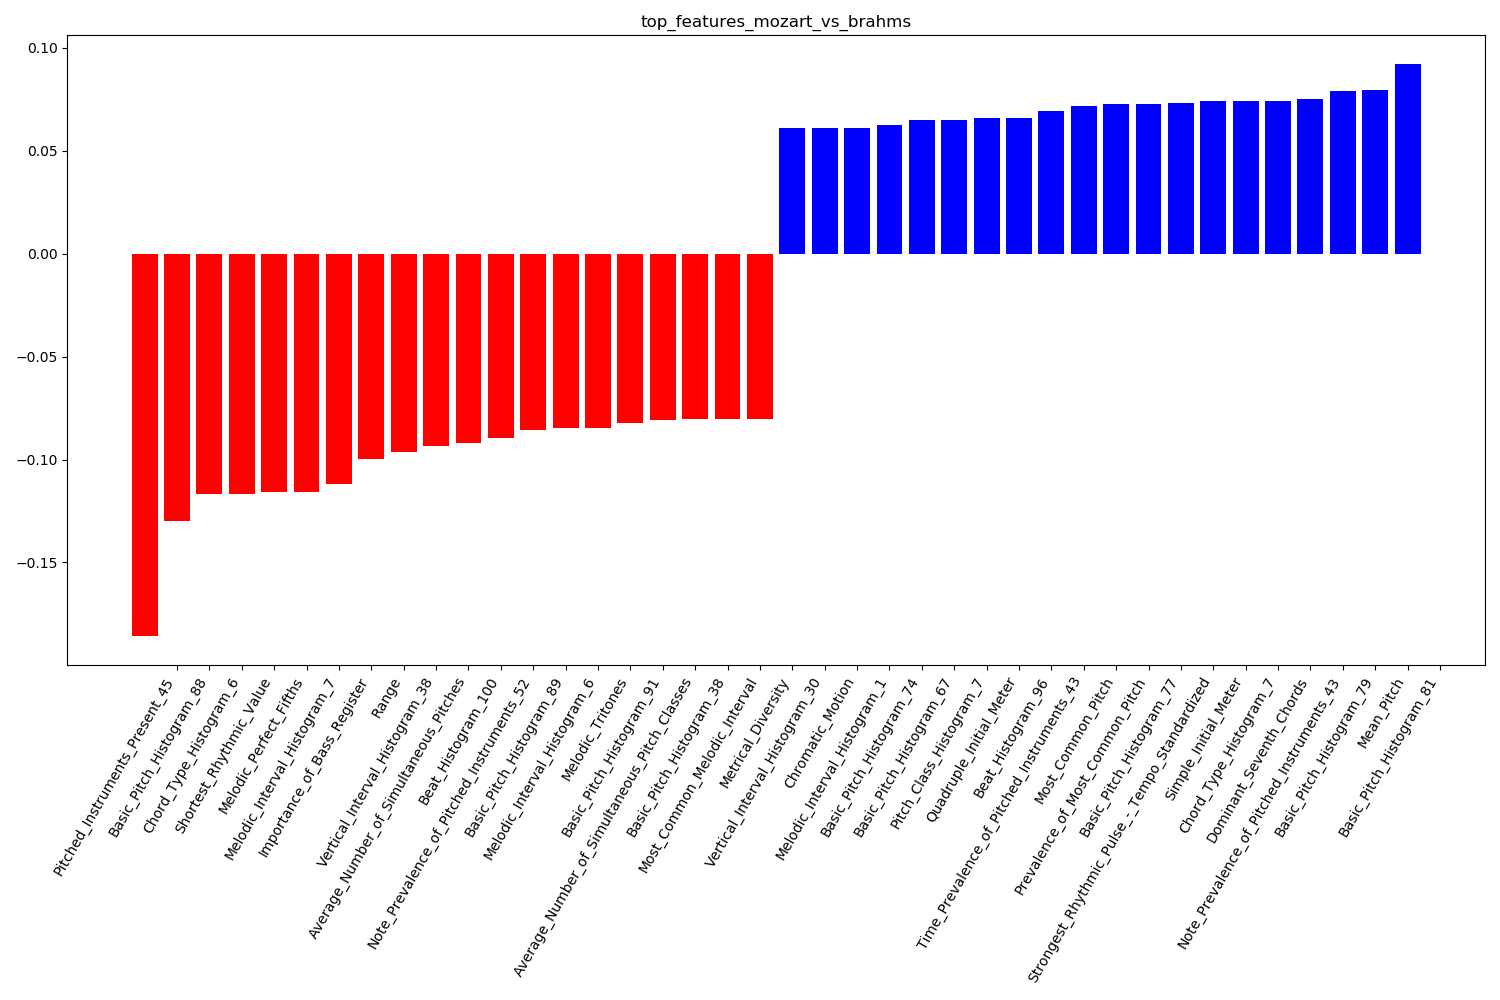 top_features_mozart_vs_brahms
0.10
0.05
0.00
−0.05
−0.10
−0.15
Pitched_Instruments_Present_45
Basic_Pitch_Histogram_88
Chord_Type_Histogram_6
Shortest_Rhythmic_Value
Melodic_Perfect_Fifths
Melodic_Interval_Histogram_7
Importance_of_Bass_Register
Range
Vertical_Interval_Histogram_38
Average_Number_of_Simultaneous_Pitches
Beat_Histogram_100
Note_Prevalence_of_Pitched_Instruments_52
Basic_Pitch_Histogram_89
Melodic_Interval_Histogram_6
Melodic_Tritones
Basic_Pitch_Histogram_91
Average_Number_of_Simultaneous_Pitch_Classes
Basic_Pitch_Histogram_38
Most_Common_Melodic_Interval
Metrical_Diversity
Vertical_Interval_Histogram_30
Chromatic_Motion
Melodic_Interval_Histogram_1
Basic_Pitch_Histogram_74
Basic_Pitch_Histogram_67
Pitch_Class_Histogram_7
Quadruple_Initial_Meter
Beat_Histogram_96
Time_Prevalence_of_Pitched_Instruments_43
Most_Common_Pitch
Prevalence_of_Most_Common_Pitch
Basic_Pitch_Histogram_77
Strongest_Rhythmic_Pulse_-_Tempo_Standardized
Simple_Initial_Meter
Chord_Type_Histogram_7
Dominant_Seventh_Chords
Note_Prevalence_of_Pitched_Instruments_43
Basic_Pitch_Histogram_79
Mean_Pitch
Basic_Pitch_Histogram_81